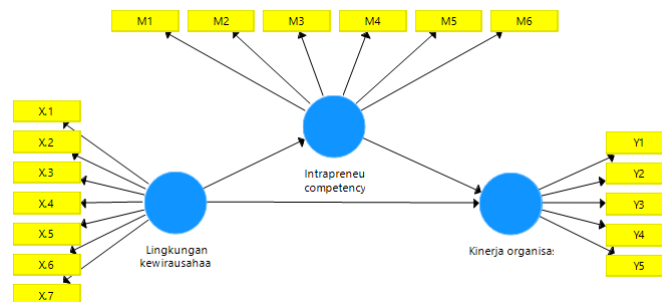 M1 M2 M3 M4 M5 M6
X.1
X.2
X.3
X.4
X.5
X.6
X.7
Intrapreneu
competency
Lingkungan
kewirausahaa
Kinerja organisa:
Y1
Y2
Y3
Y4
Y5